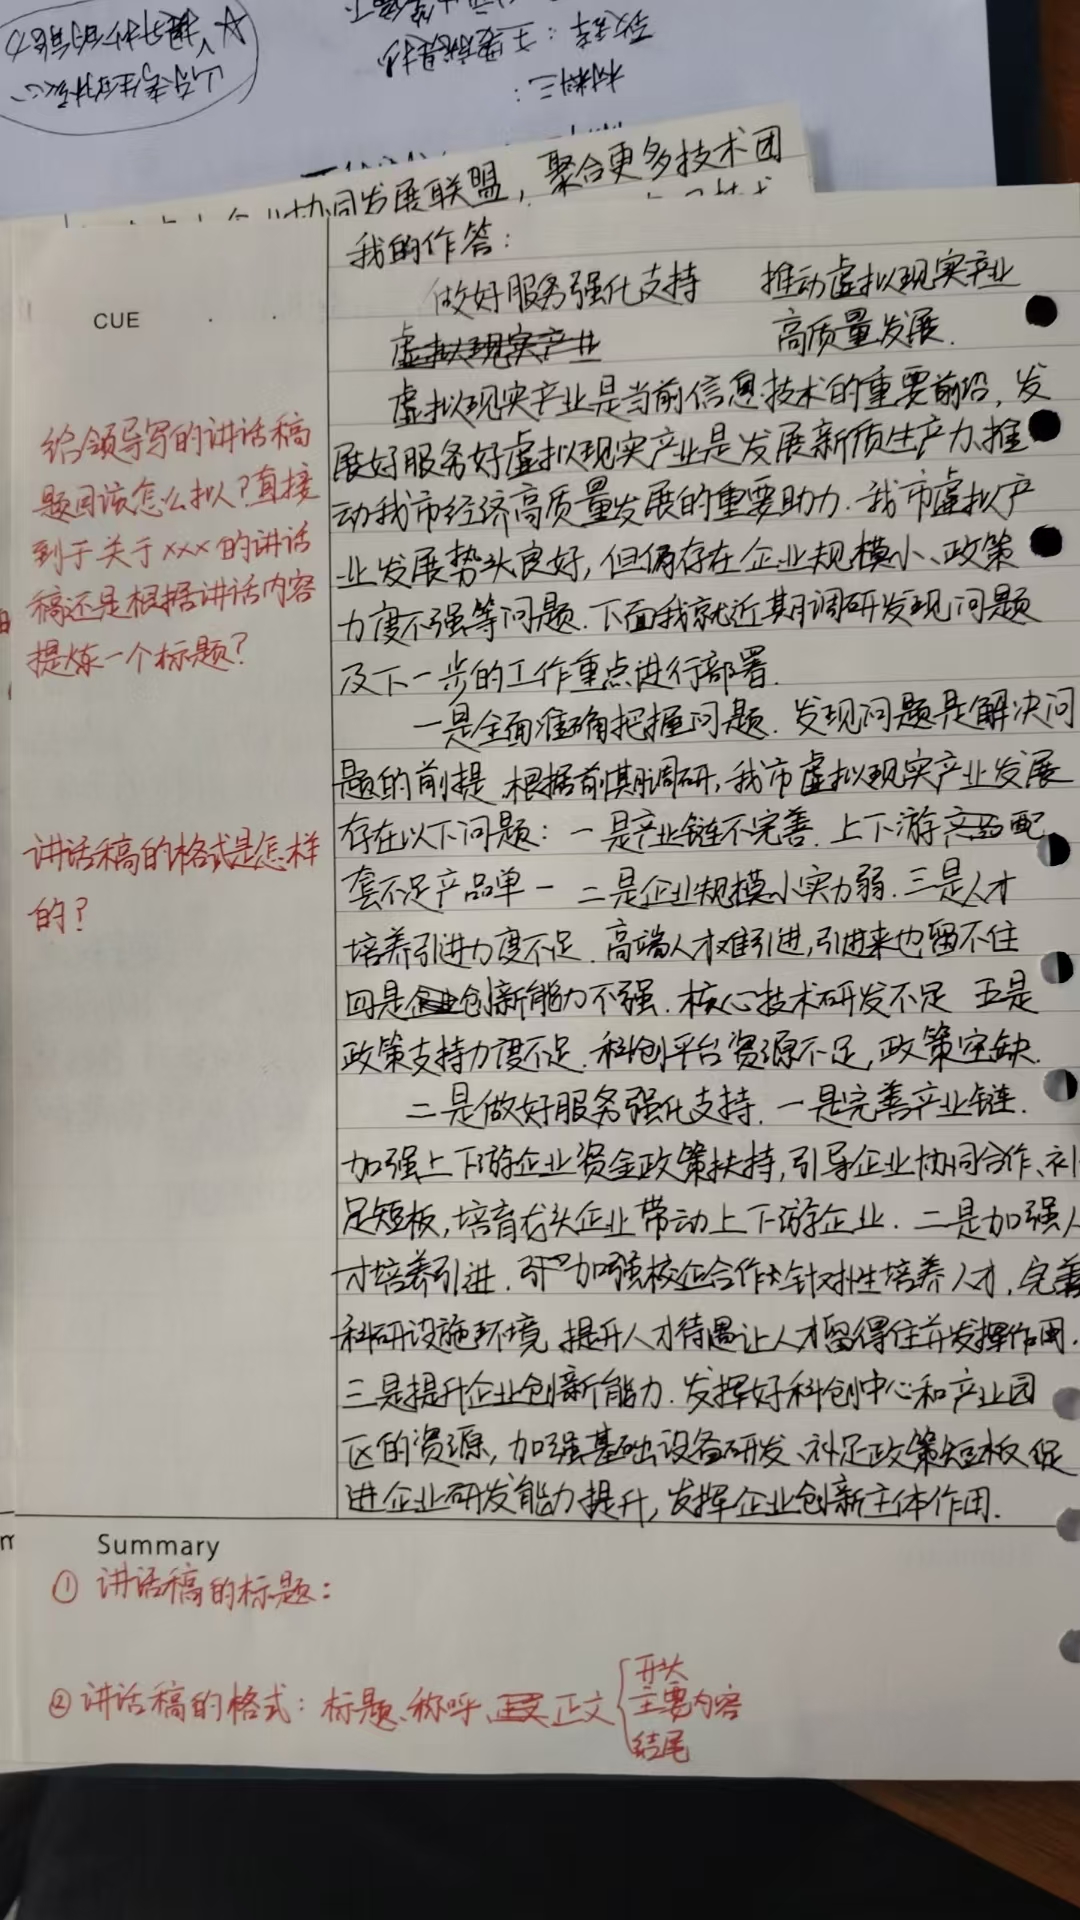 材料三:
聚合更多技术团
协同发展联盟,
我的作答:
做好服务强化支持 推动虚拟现实产业
虚拟现实产业 高质量发展.
虚拟现实产业是当前信息技术的重要前沿,发
展好服务好虚拟现实产业是发展新质生产力、推
动我市经济高质量发展的重要助力.我市虚拟产
业发展势头良好,但仍存在企业规模小、政策
力度不强等问题.下面我就近期调研发现问题
及下一步的工作重点进行部署.
一是全面准确把握问题.发现问题是解决问
题的前提.根据前期调研,我市虚拟现实产业发展
存在以下问题:一是产业链不完善.上下游产品配
套不足产品单一 二是企业规模小实力弱.三是人才
培养引进力度不足.高端人才难引进,引进来也留不住
四是企业创新能力不强.核心技术研发不足 五是
政策支持力度不足.科创平台资源不足,政策空缺.
二是做好服务强化支持.一是完善产业链.
加强上下游企业资金政策扶持,引导企业协同合作、补
足短板,培育龙头企业带动上下游企业.二是加强人
才培养引进.加强校企合作针对性培养人才,完善
科研设施环境,提升人才待遇让人才留得住并发挥作用.
三是提升企业创新能力.发挥好科创中心和产业园
区的资源,加强基础设备研发、补足政策短板,促
进企业研发能力提升,发挥企业创新主体作用.
CUE
给领导写的讲话稿
题目该怎么拟?直接
到于关于xxx的讲话
稿还是根据讲话内容
提炼一个标题?
讲话稿的格式是怎样
的?
Summary
① 讲话稿的标题:
② 讲话稿的格式:标题、称呼、正文
开头
主要内容
结尾